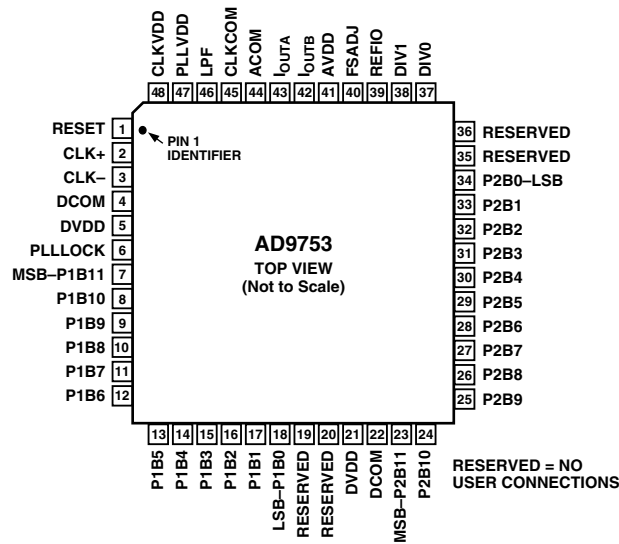 CLKVDD
PLLVDD
LPF
CLKCOM
ACOM
IOUTA
IOUTB
AVDD
FSADJ
REFIO
DIV1
DIV0
48 47 46 45 44 43 42 41 40 39 38 37
RESET 1
CLK+ 2
CLK– 3
DCOM 4
DVDD 5
PLLLOCK 6
MSB–P1B11 7
P1B10 8
P1B9 9
P1B8 10
P1B7 11
P1B6 12
PIN 1
IDENTIFIER
AD9753
TOP VIEW
(Not to Scale)
36 RESERVED
35 RESERVED
34 P2B0–LSB
33 P2B1
32 P2B2
31 P2B3
30 P2B4
29 P2B5
28 P2B6
27 P2B7
26 P2B8
25 P2B9
13 14 15 16 17 18 19 20 21 22 23 24
P1B5
P1B4
P1B3
P1B2
P1B1
LSB–P1B0
RESERVED
RESERVED
DVDD
DCOM
MSB–P2B11
P2B10
RESERVED = NO
USER CONNECTIONS